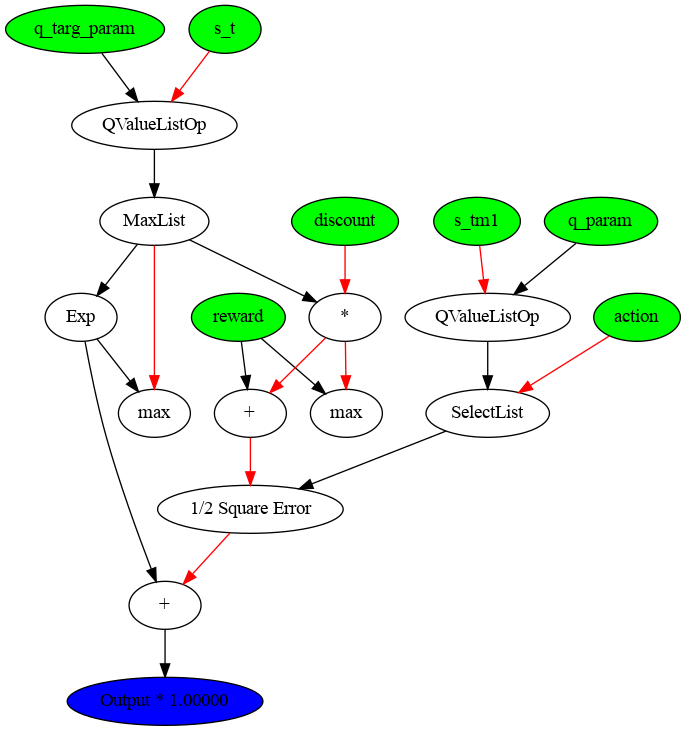 q_targ_param
s_t
QValueListOp
MaxList
discount
s_tm1
q_param
Exp
reward
*
QValueListOp
action
max
+
max
SelectList
1/2 Square Error
+
Output * 1.00000